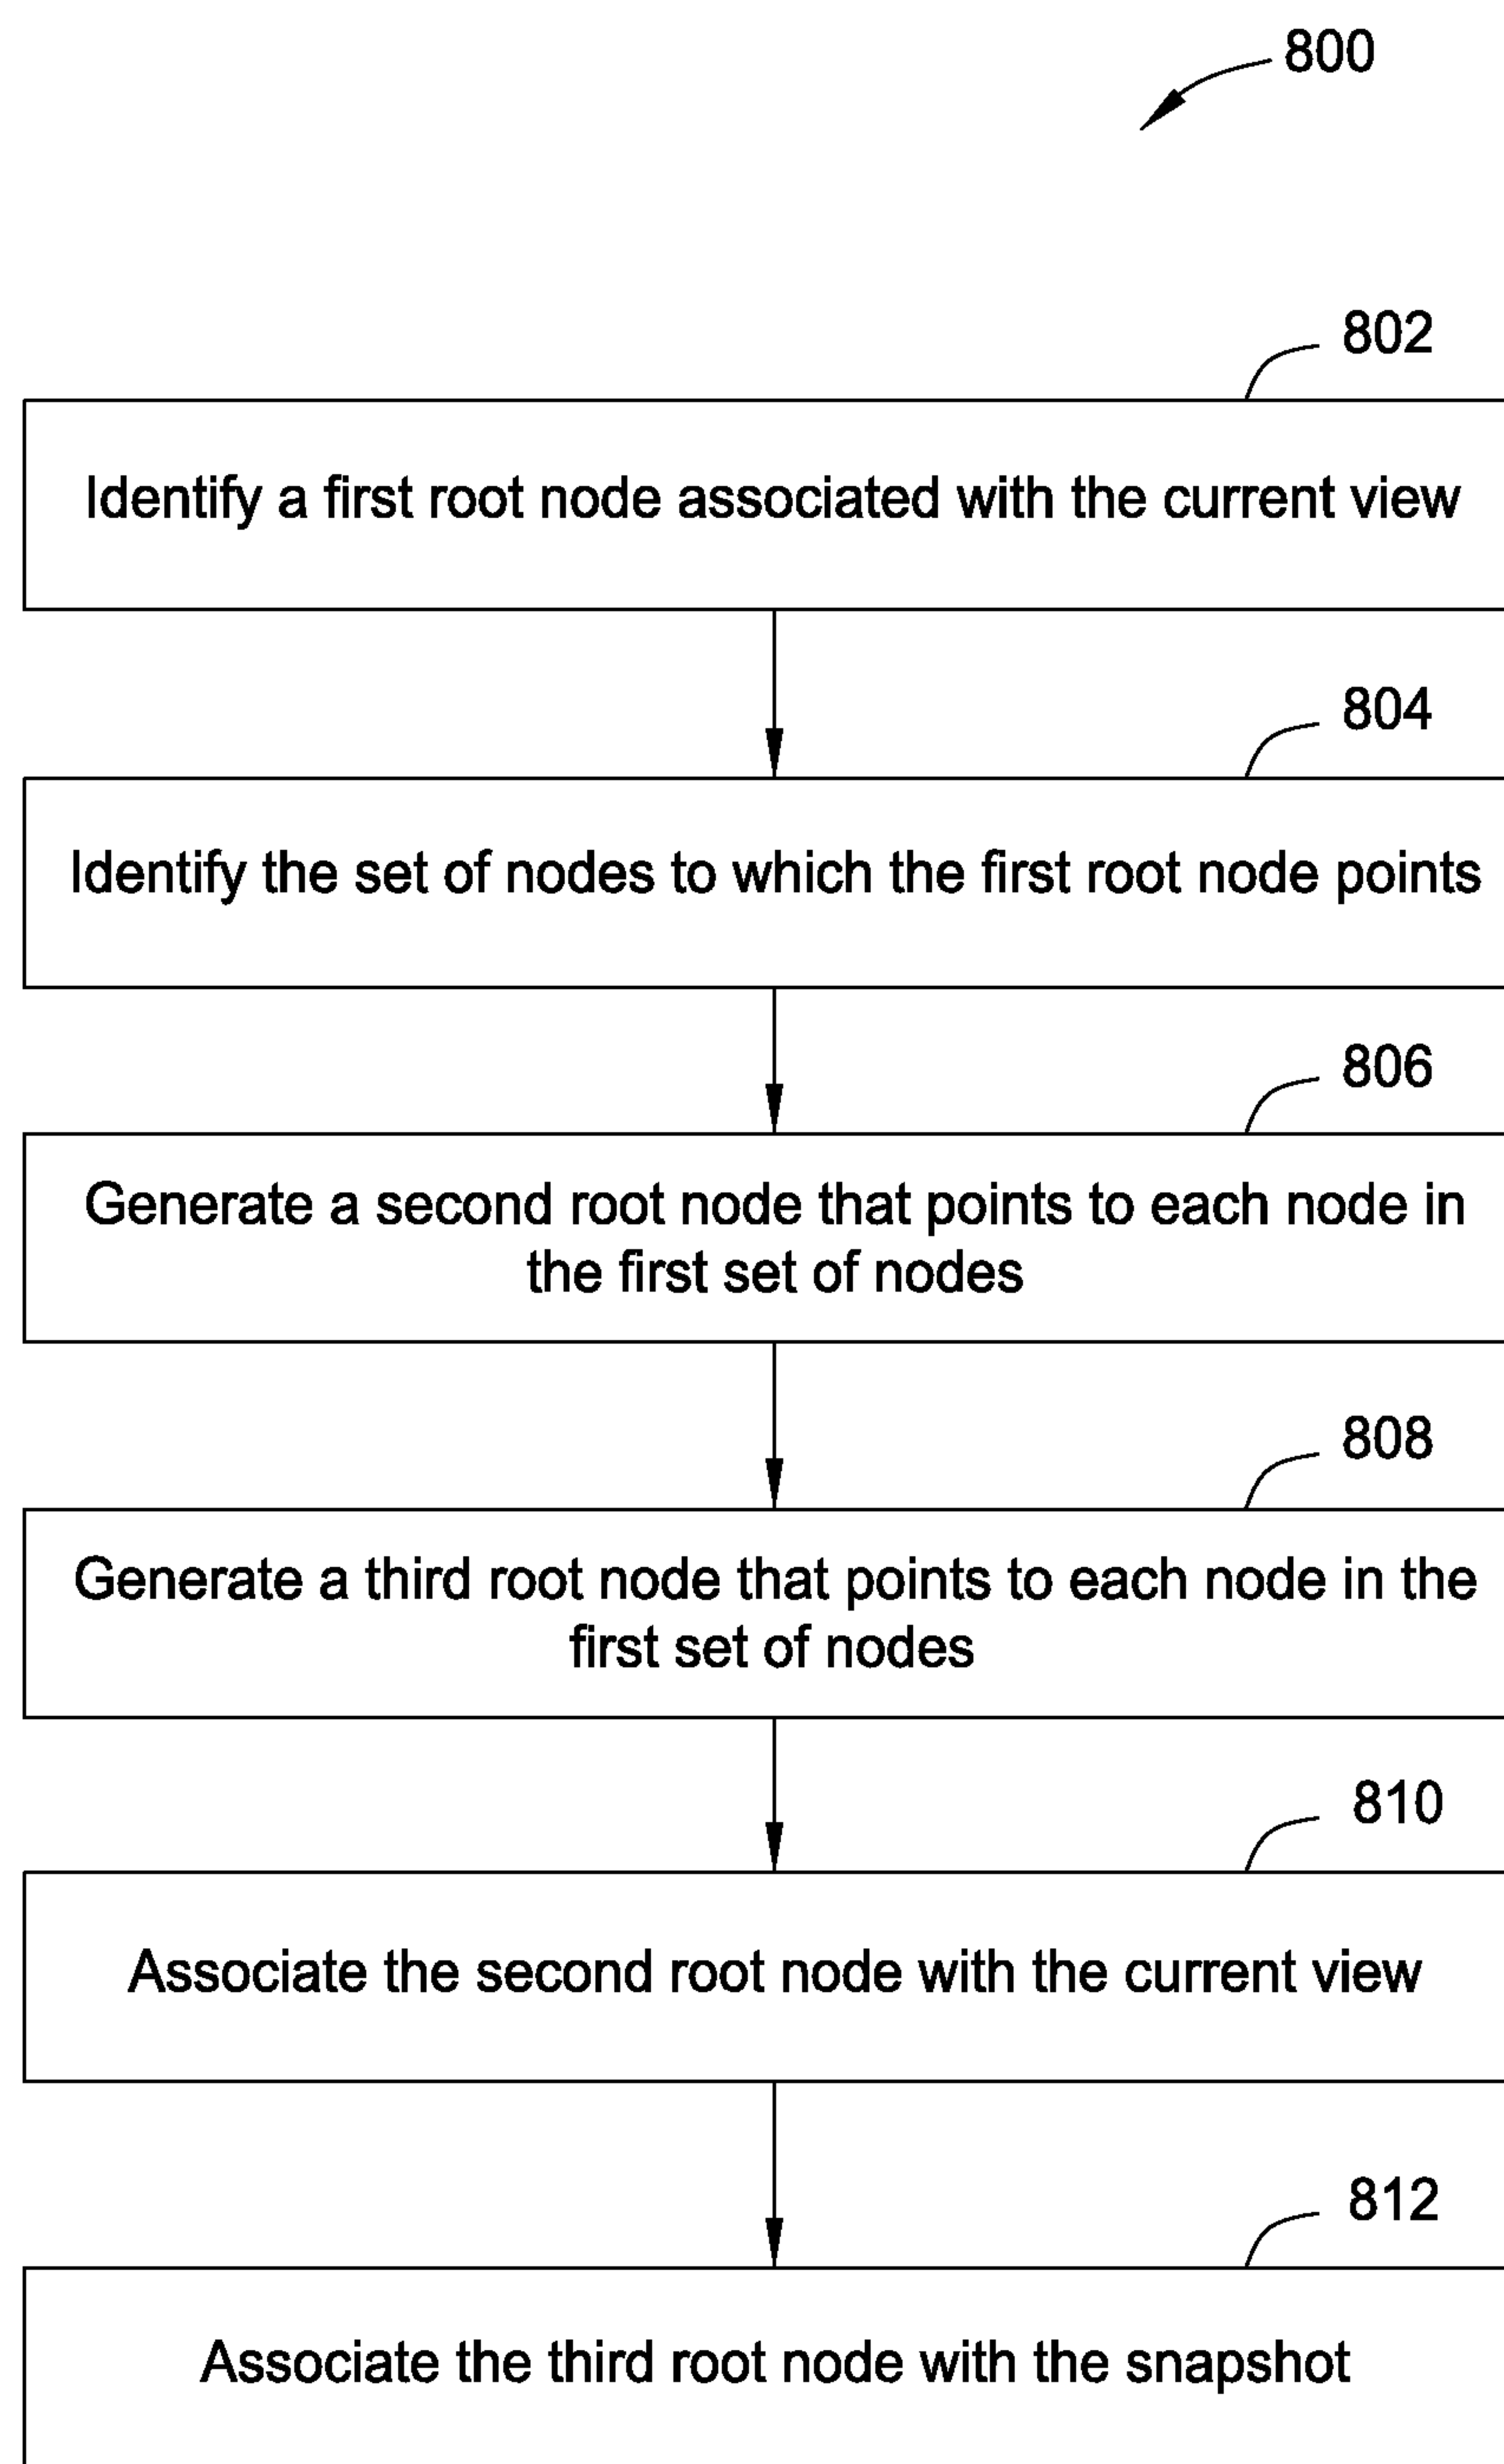 800
802
Identify a first root node associated with the current view
804
Identify the set of nodes to which the first root node points
806
Generate a second root node that points to each node in
the first set of nodes
808
Generate a third root node that points to each node in the
first set of nodes
810
Associate the second root node with the current view
812
Associate the third root node with the snapshot